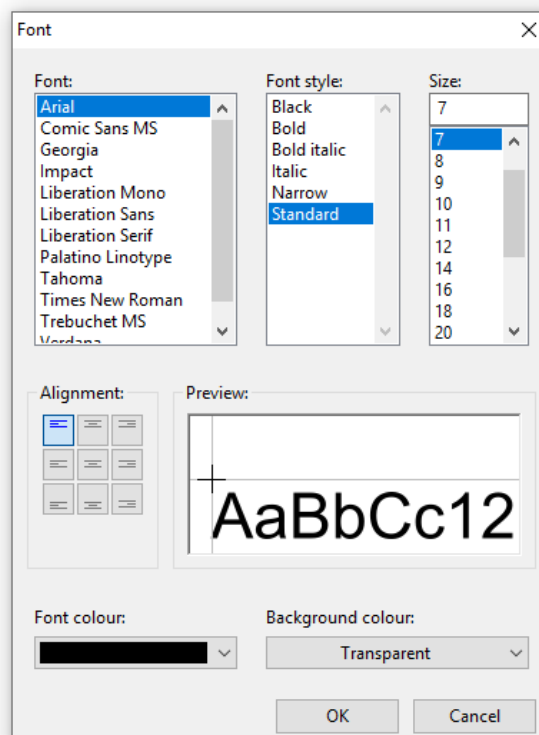 Font
Font:
Arial
Comic Sans MS
Georgia
Impact
Liberation Mono
Liberation Sans
Liberation Serif
Palatino Linotype
Tahoma
Times New Roman
Trebuchet MS
Verdana
Font style:
Black
Bold
Bold italic
Italic
Narrow
Standard
Size:
7
7
8
9
10
11
12
14
16
18
20
Alignment:
Preview:
AaBbCc12
Font colour:
Background colour:
Transparent
OK
Cancel